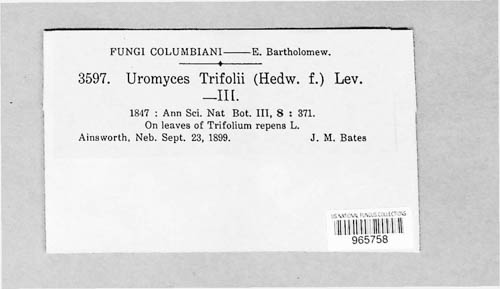 FUNGI COLUMBIANI—E. Bartholomew.
3597. Uromyces Trifolii (Hedw. f.) Lev.
—III.
1847 : Ann Sci. Nat Bot. III, 8 : 371.
On leaves of Trifolium repens L.
Ainsworth, Neb. Sept. 23, 1899. J. M. Bates
US NATIONAL FUNGUS COLLECTIONS
965758